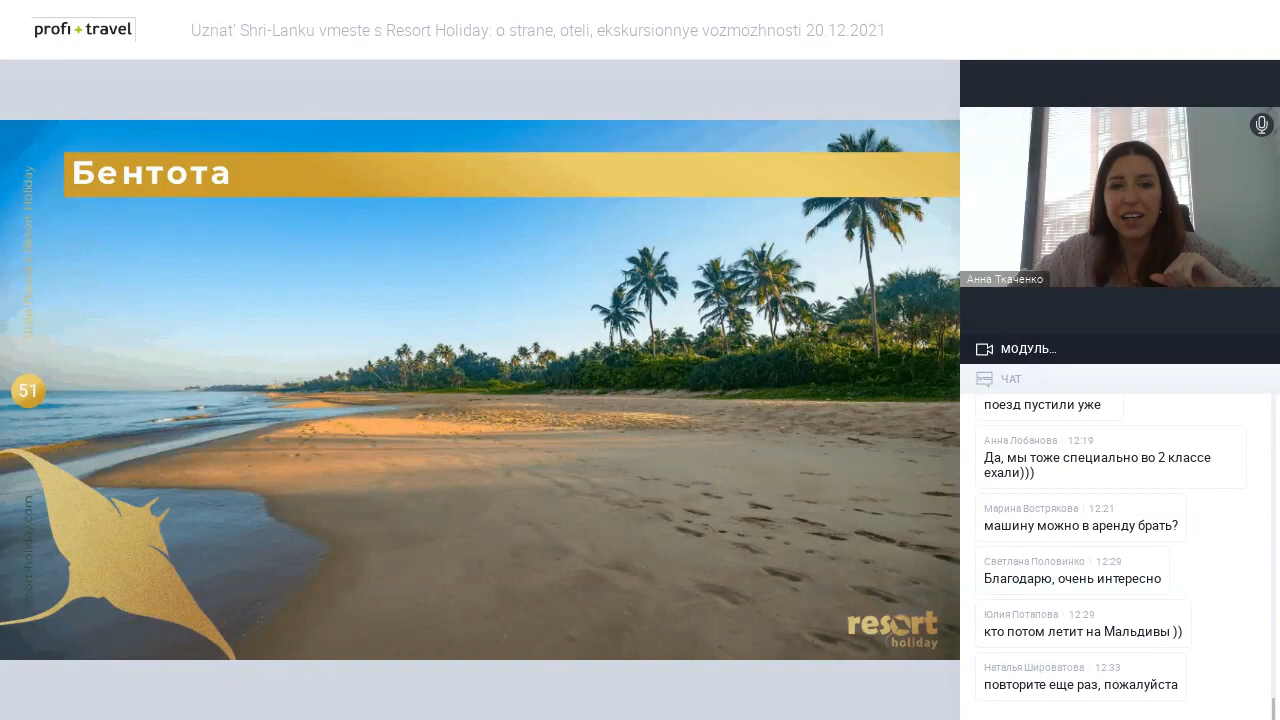 profi + travel
Uznat' Shri-Lanku vmeste s Resort Holiday: o strane, oteli, ekskursionnye vozmozhnosti 20.12.2021
Бентота
51
resort
holiday
Анна Ткаченко
МОДУЛЬ...
ЧАТ
поезд пустили уже
Анна Лобанова 12:19
Да, мы тоже специально во 2 классе
ехали)))
Марина Вострякова 12:21
машину можно в аренду брать?
Светлана Половинко 12:29
Благодарю, очень интересно
Юлия Потапова 12:29
кто потом летит на Мальдивы ))
Наталья Широватова 12:33
повторите еще раз, пожалуйста